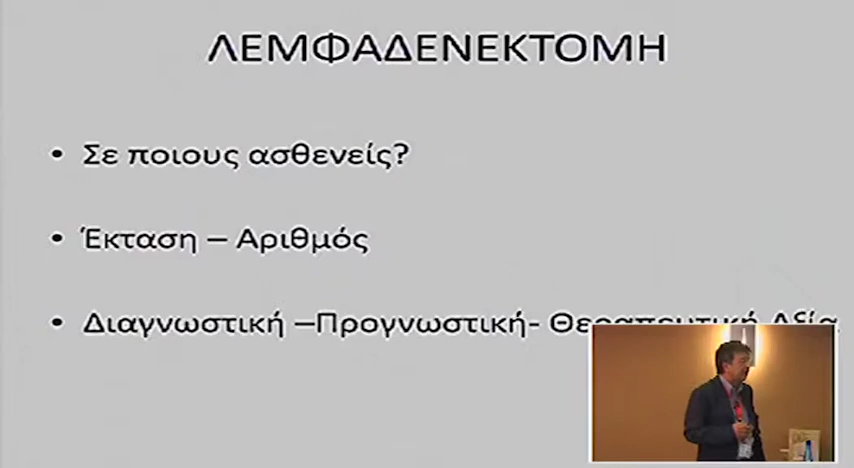 ΛΕΜΦΑΔΕΝΕΚΤΟΜΗ
• Σε ποιους ασθενείς?
• Έκταση – Αριθμός
• Διαγνωστική –Προγνωστική- Θεραπευτική Αξία